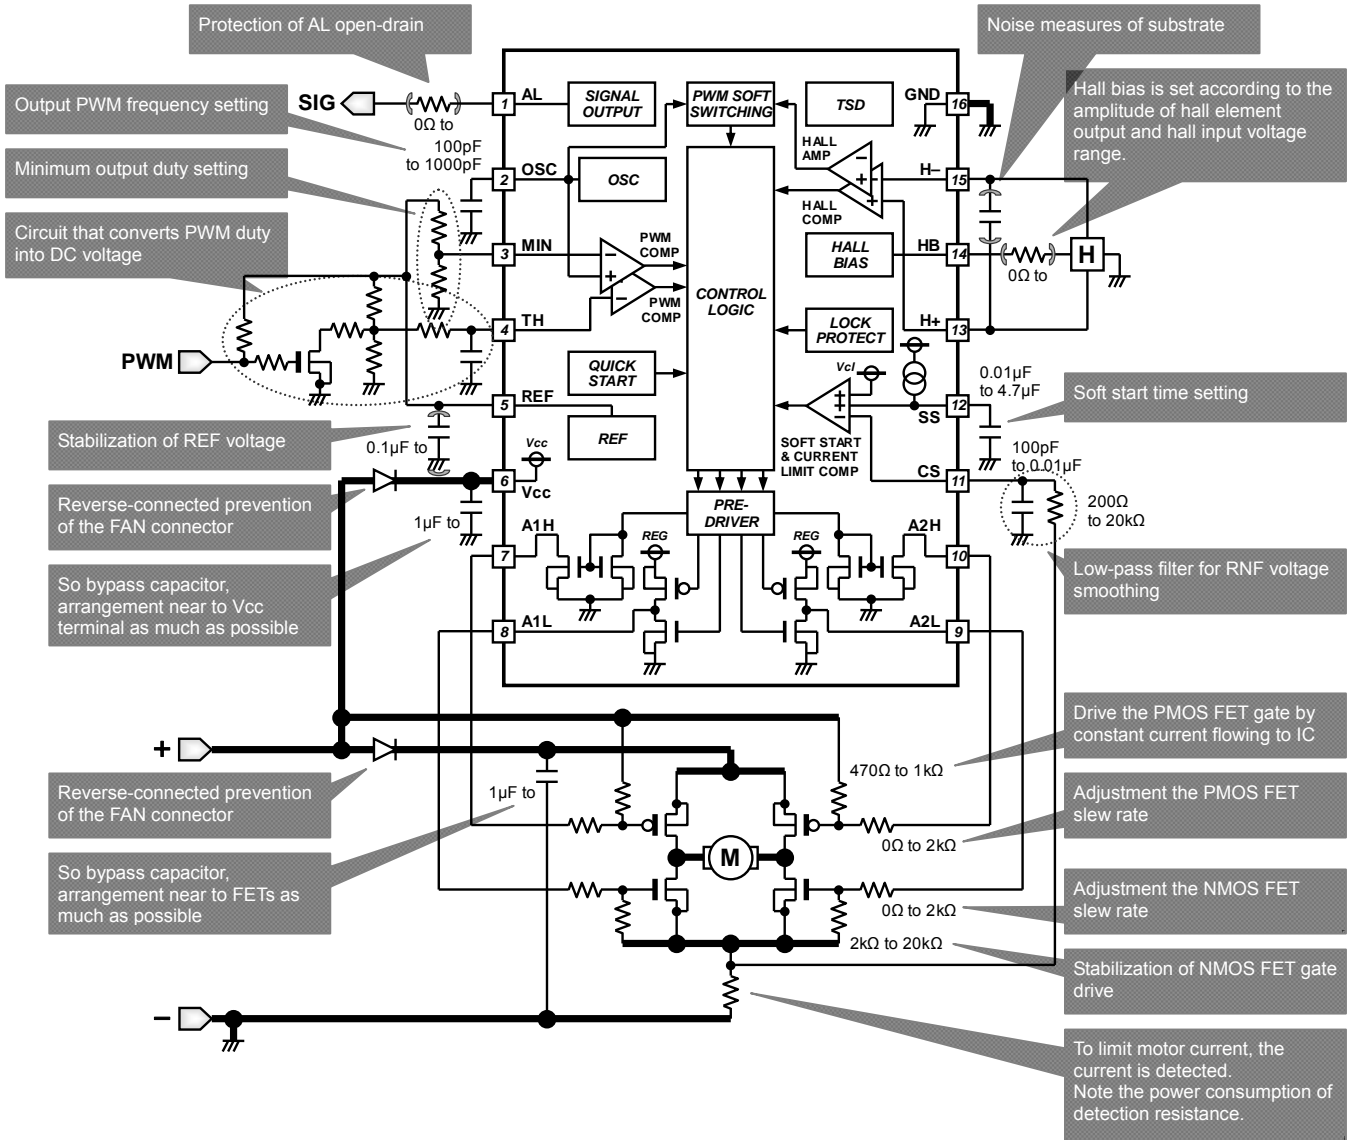 Protection of AL open-drain
Noise measures of substrate
Output PWM frequency setting
SIG
0Ω to
1
AL
SIGNAL
OUTPUT
PWM SOFT
SWITCHING
TSD
GND
16
Hall bias is set according to the
amplitude of hall element
output and hall input voltage
range.
100pF
to 1000pF
HALL
AMP
Minimum output duty setting
2
OSC
OSC
H–
15
HALL
COMP
Circuit that converts PWM duty
into DC voltage
3
MIN
PWM
COMP
HALL
BIAS
HB
14
0Ω to
H
PWM
COMP
CONTROL
LOGIC
4
TH
LOCK
PROTECT
H+
13
PWM
QUICK
START
Vcl
0.01µF
to 4.7µF
Soft start time setting
5
REF
REF
SS
12
Stabilization of REF voltage
0.1µF to
Vcc
SOFT START
& CURRENT
LIMIT COMP
100pF
to 0.01µF
6
Vcc
CS
11
Reverse-connected prevention
of the FAN connector
1µF to
PRE-
DRIVER
200Ω
to 20kΩ
A1H
REG
REG
A2H
7
10
Low-pass filter for RNF voltage
smoothing
So bypass capacitor,
arrangement near to Vcc
terminal as much as possible
8
A1L
A2L
9
+
Drive the PMOS FET gate by
constant current flowing to IC
470Ω to 1kΩ
Reverse-connected prevention
of the FAN connector
1µF to
Adjustment the PMOS FET
slew rate
0Ω to 2kΩ
M
So bypass capacitor,
arrangement near to FETs as
much as possible
Adjustment the NMOS FET
slew rate
0Ω to 2kΩ
2kΩ to 20kΩ
Stabilization of NMOS FET gate
drive
–
To limit motor current, the
current is detected.
Note the power consumption of
detection resistance.